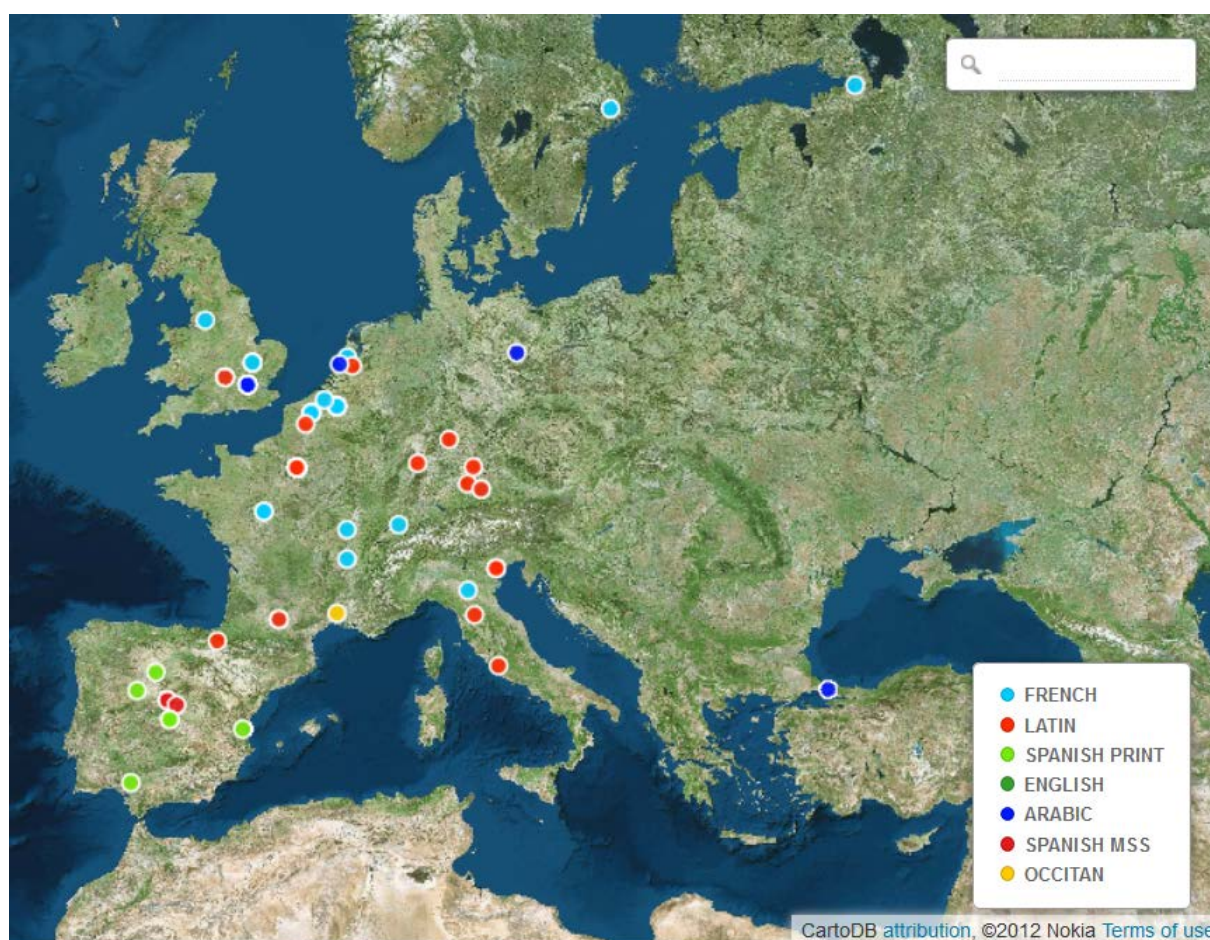 FRENCH
LATIN
SPANISH PRINT
ENGLISH
ARABIC
SPANISH MSS
OCCITAN
CartoDB attribution, ©2012 Nokia Terms of use